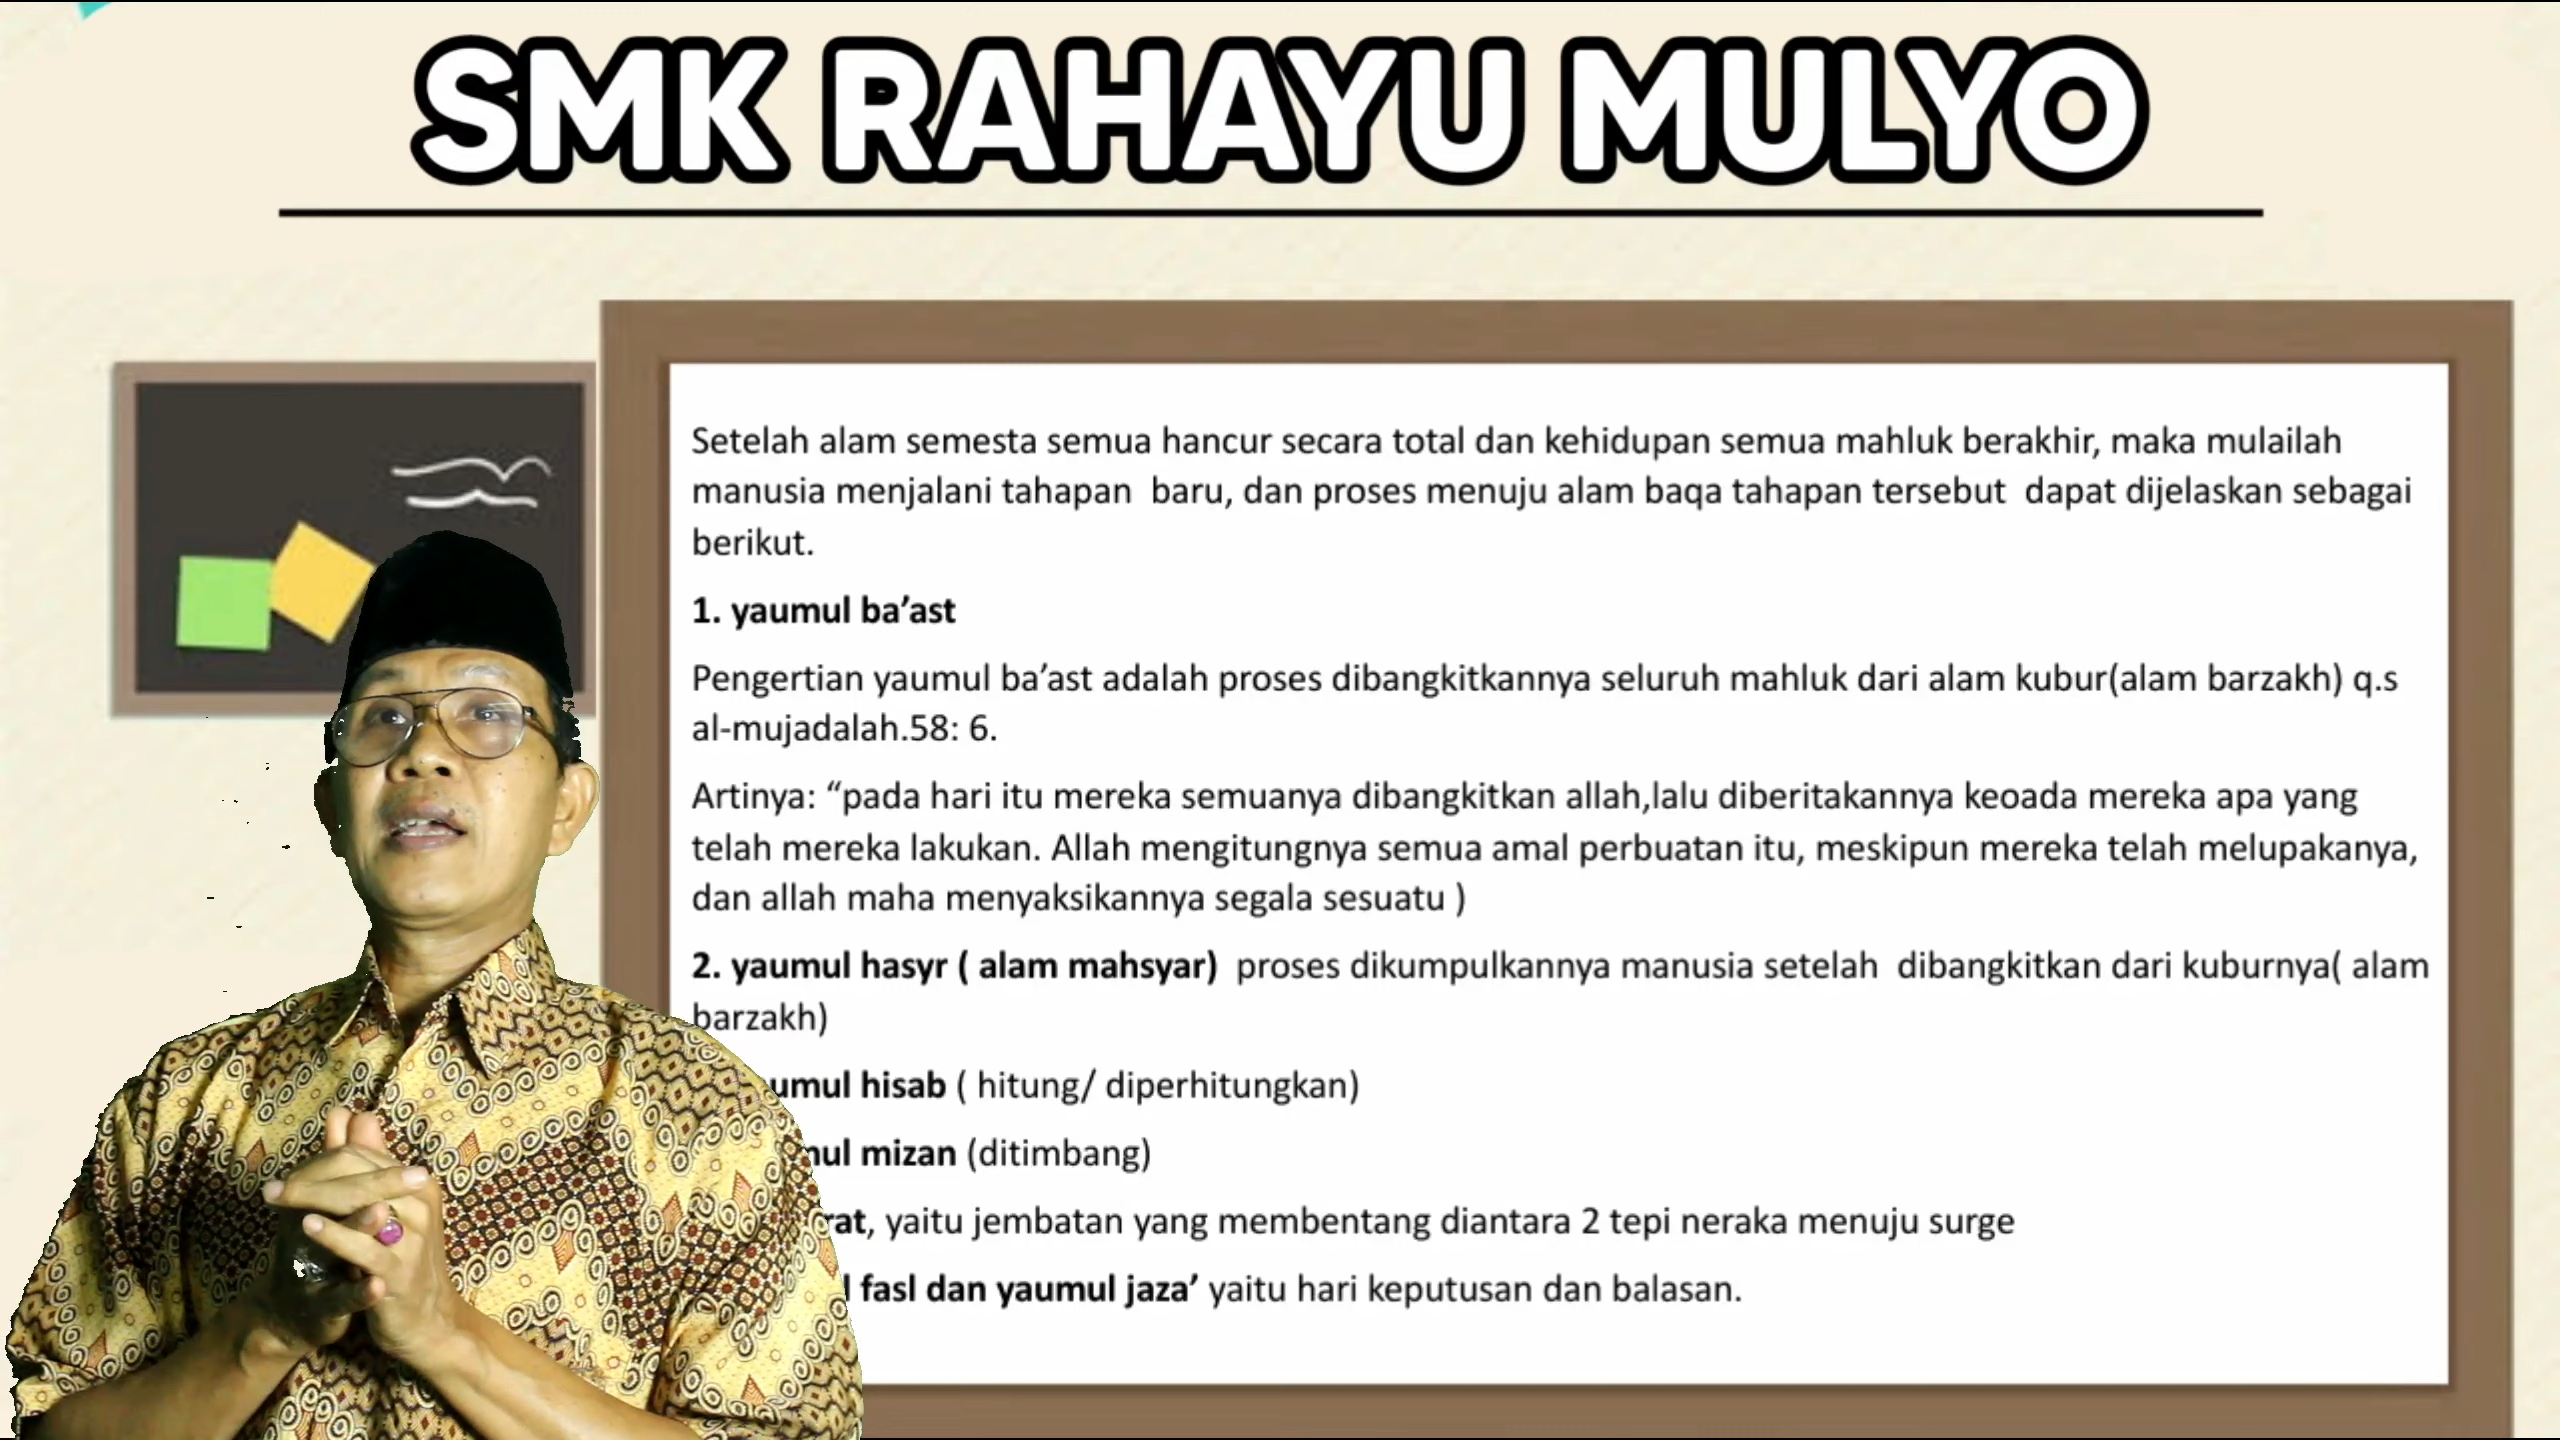 SMK RAHAYU MULYO
Setelah alam semesta semua hancur secara total dan kehidupan semua mahluk berakhir, maka mulailah
manusia menjalani tahapan baru, dan proses menuju alam baqa tahapan tersebut dapat dijelaskan sebagai
berikut.
1. yaumul ba’ast
Pengertian yaumul ba’ast adalah proses dibangkitkannya seluruh mahluk dari alam kubur(alam barzakh) q.s
al-mujadalah.58: 6.
Artinya: “pada hari itu mereka semuanya dibangkitkan allah,lalu diberitakannya keoada mereka apa yang
telah mereka lakukan. Allah mengitungnya semua amal perbuatan itu, meskipun mereka telah melupakanya,
dan allah maha menyaksikannya segala sesuatu )
2. yaumul hasyr ( alam mahsyar) proses dikumpulkannya manusia setelah dibangkitkan dari kuburnya( alam
barzakh)
hisab ( hitung/ diperhitungkan)
mizan (ditimbang)
yaitu jembatan yang membentang diantara 2 tepi neraka menuju surge
fasl dan yaumul jaza’ yaitu hari keputusan dan balasan.